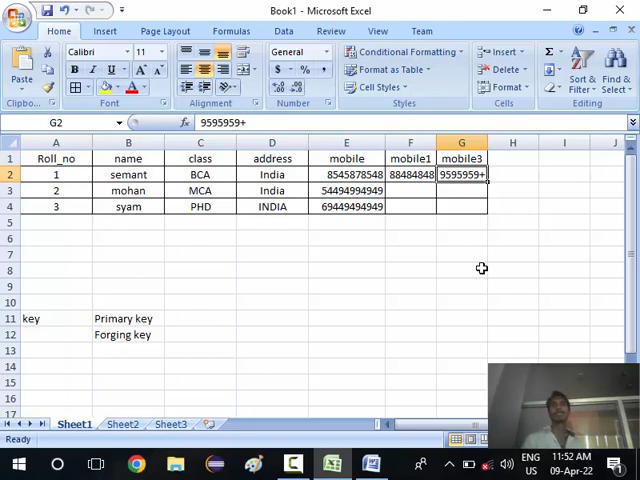 Book1 - Microsoft Excel
Home Insert Page Layout Formulas Data Review View Team
Calibri 11 General Conditional Formatting Insert Σ
Paste B I U A A $ % , Format as Table Delete Sort & Filter Find & Select
Cell Styles Format
Clipboard Font Alignment Number Styles Cells Editing
G2 fx 9595959+
A B C D E F G H I J
1 Roll_no name class address mobile mobile1 mobile3
2 1 semant BCA India 8545878548 88484848 9595959+
3 2 mohan MCA India 54494994949
4 3 syam PHD INDIA 69449494949
5
6
7
8
9
10
11 key Primary key
12 Forging key
13
14
15
16
17
Sheet1 Sheet2 Sheet3
Ready
11:52 AM
ENG
US
09-Apr-22